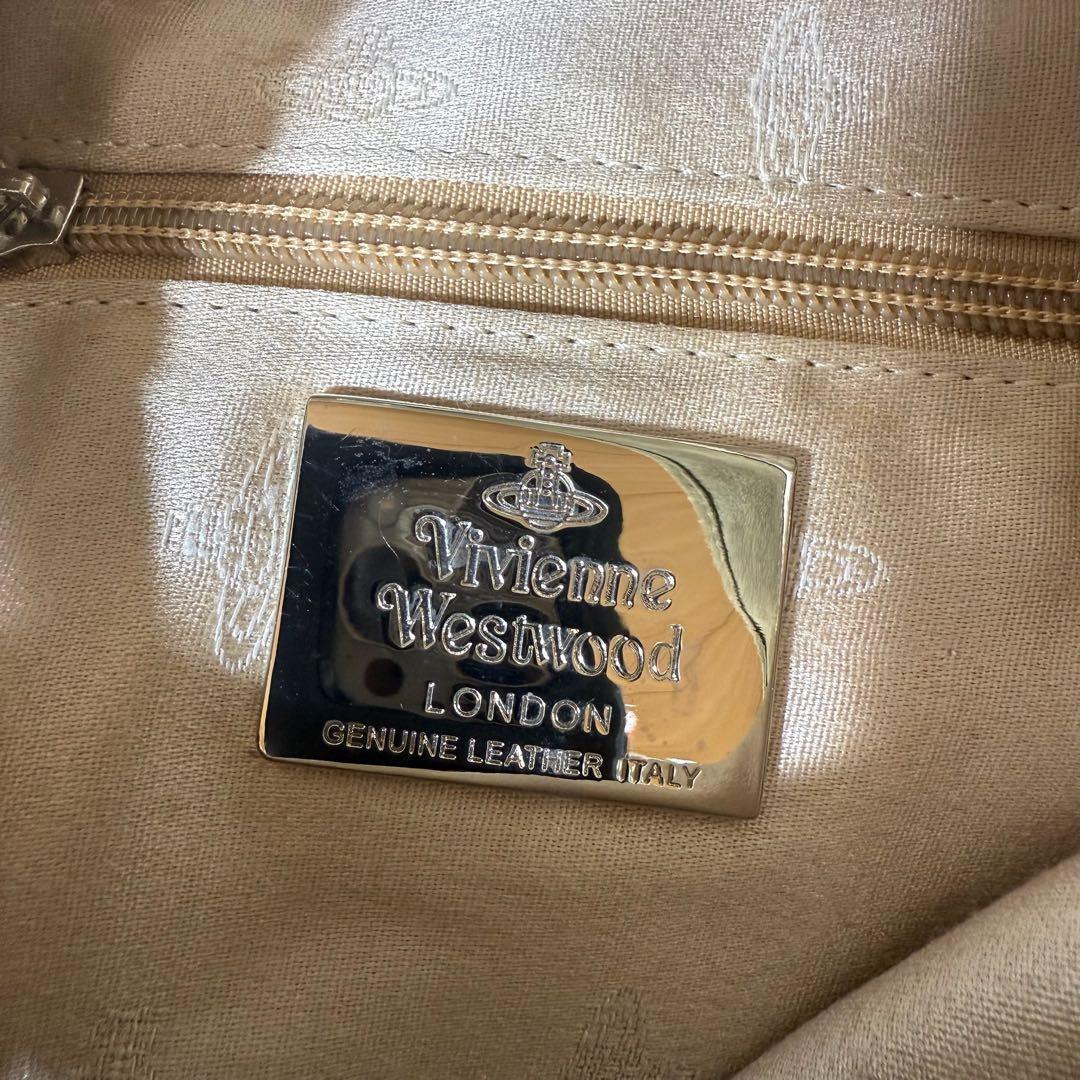 Vivienne
Westwood
LONDON
GENUINE LEATHER ITALY